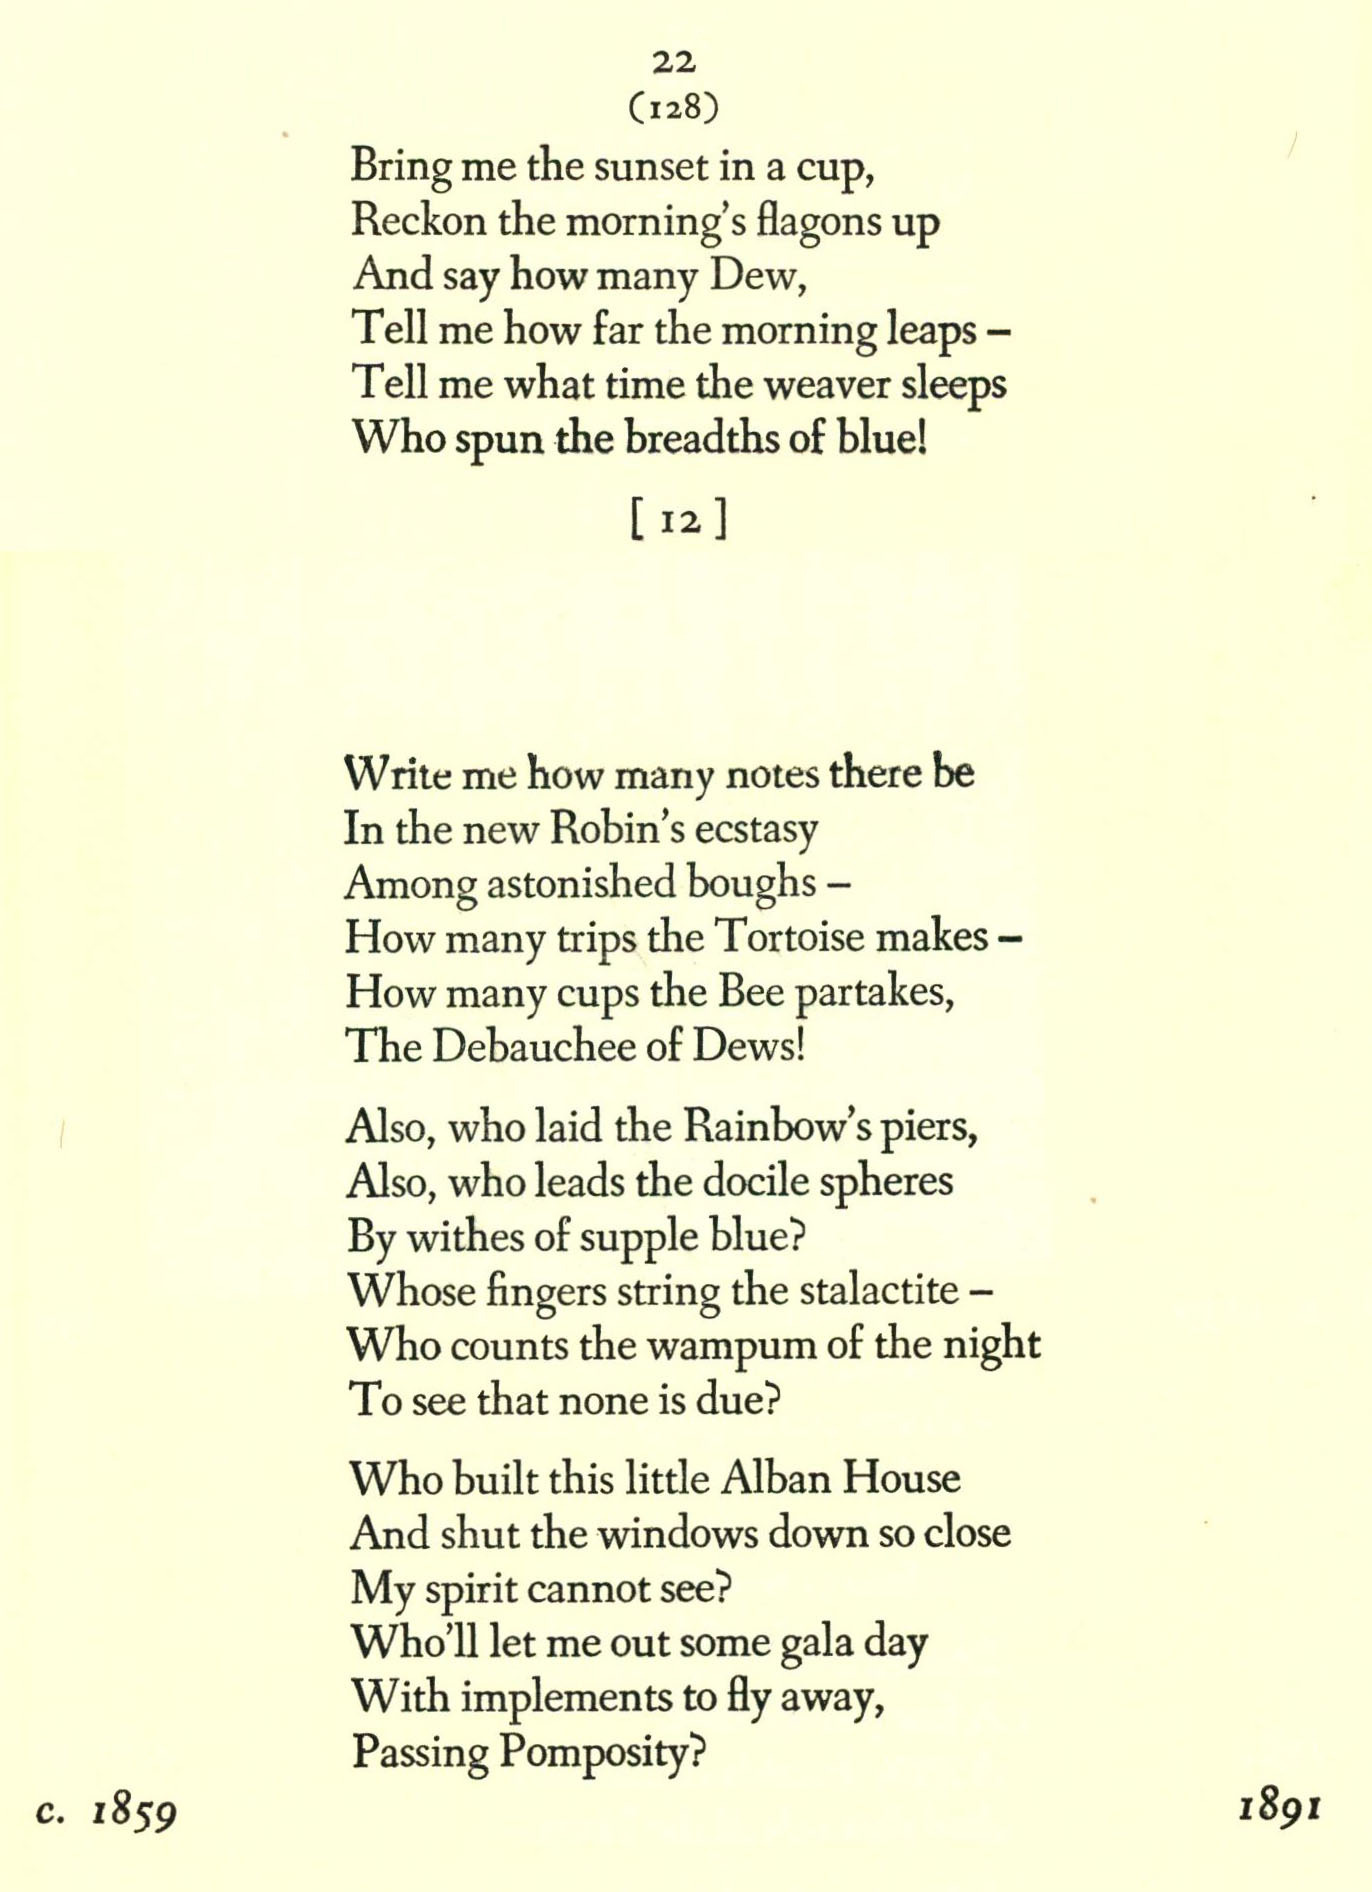 22
(128)
Bring me the sunset in a cup,
Reckon the morning's flagons up
And say how many Dew,
Tell me how far the morning leaps –
Tell me what time the weaver sleeps
Who spun the breadths of blue!
[ 12 ]
Write me how many notes there be
In the new Robin's ecstasy
Among astonished boughs –
How many trips the Tortoise makes –
How many cups the Bee partakes,
The Debauchee of Dews!
Also, who laid the Rainbow's piers,
Also, who leads the docile spheres
By withes of supple blue?
Whose fingers string the stalactite –
Who counts the wampum of the night
To see that none is due?
Who built this little Alban House
And shut the windows down so close
My spirit cannot see?
Who'll let me out some gala day
With implements to fly away,
Passing Pomposity?
c. 1859
1891